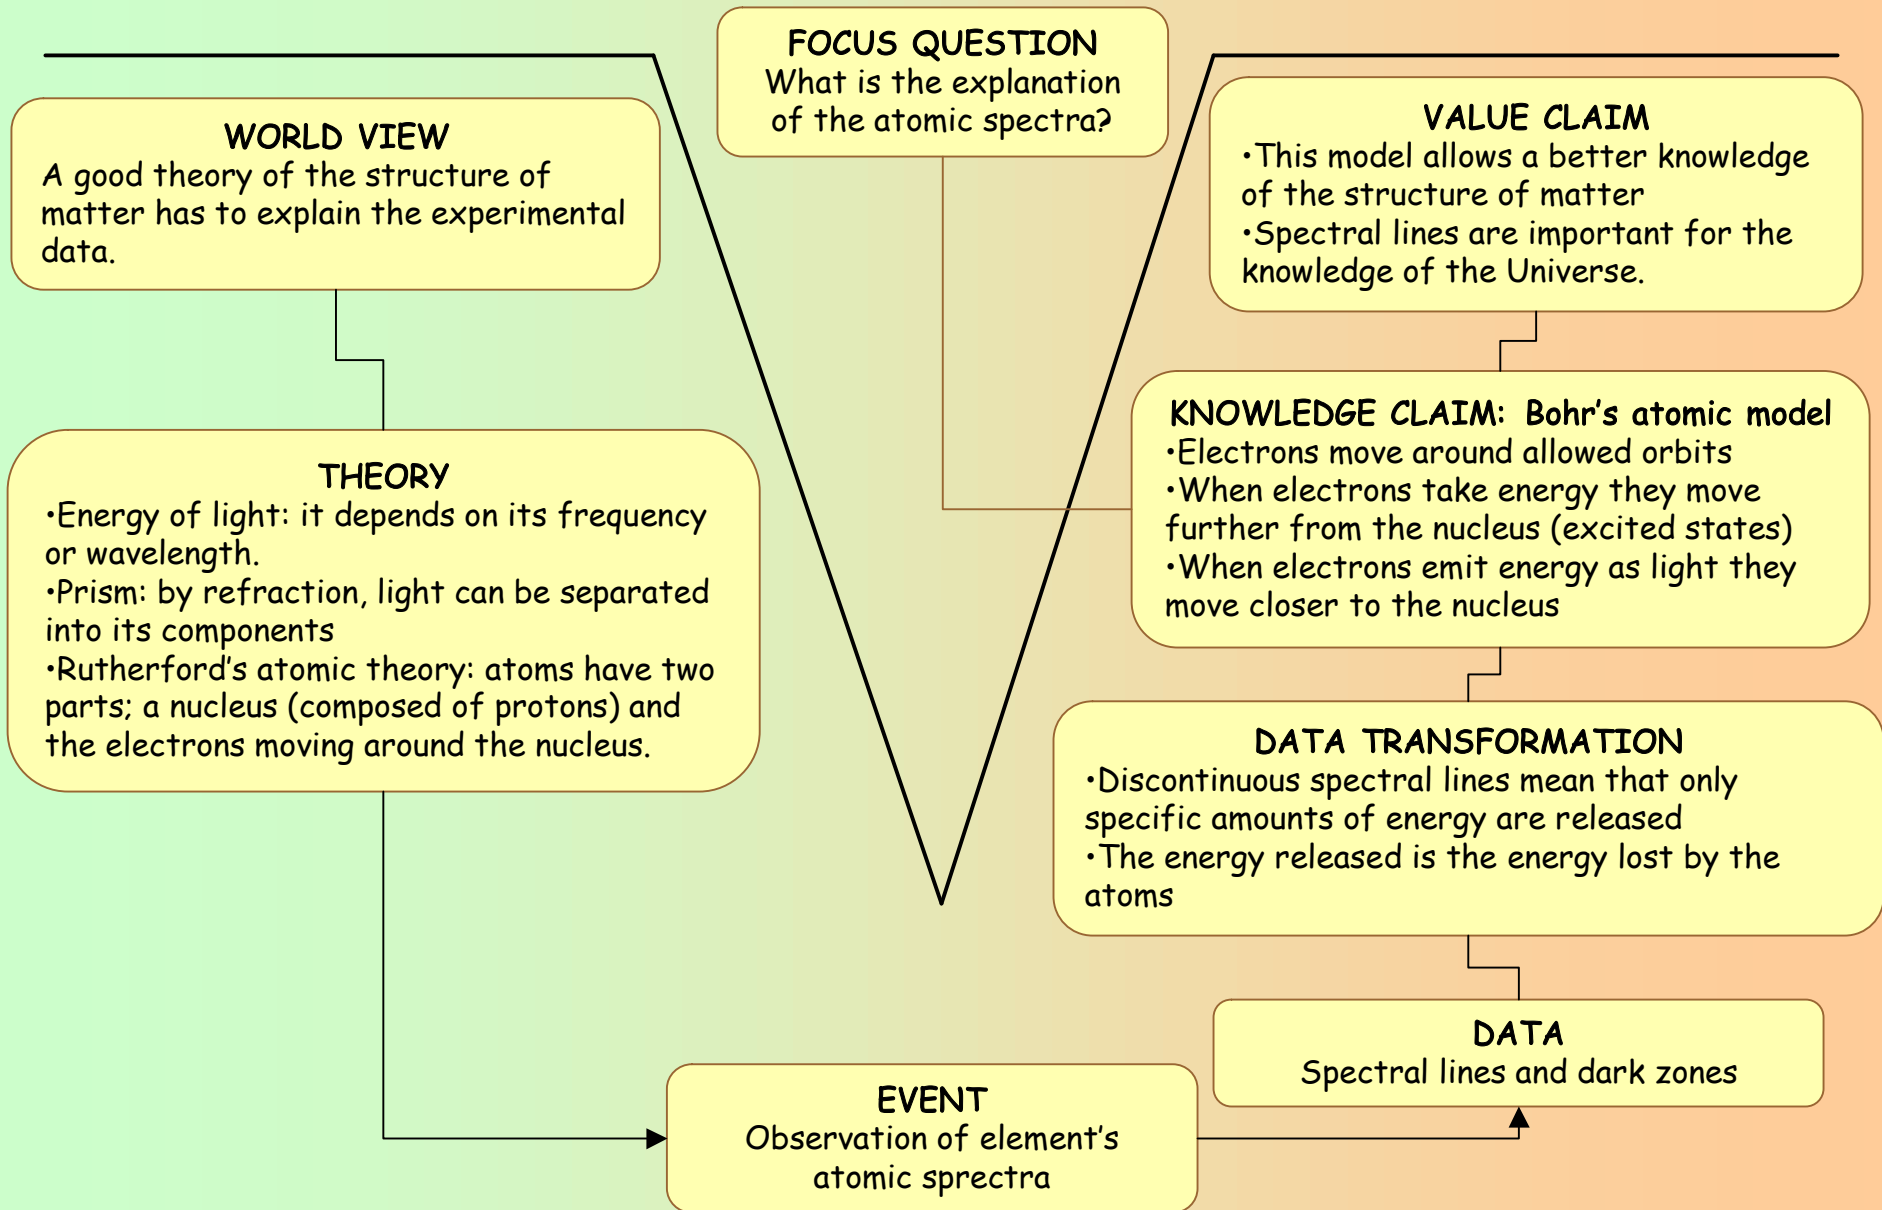 FOCUS QUESTION
What is the explanation
of the atomic spectra?
WORLD VIEW
A good theory of the structure of
matter has to explain the experimental
data.
THEORY
•Energy of light: it depends on its frequency
or wavelength.
•Prism: by refraction, light can be separated
into its components
•Rutherford's atomic theory: atoms have two
parts; a nucleus (composed of protons) and
the electrons moving around the nucleus.
EVENT
Observation of element's
atomic sprectra
VALUE CLAIM
•This model allows a better knowledge
of the structure of matter
•Spectral lines are important for the
knowledge of the Universe.
KNOWLEDGE CLAIM: Bohr's atomic model
•Electrons move around allowed orbits
•When electrons take energy they move
further from the nucleus (excited states)
•When electrons emit energy as light they
move closer to the nucleus
DATA TRANSFORMATION
•Discontinuous spectral lines mean that only
specific amounts of energy are released
•The energy released is the energy lost by the
atoms
DATA
Spectral lines and dark zones